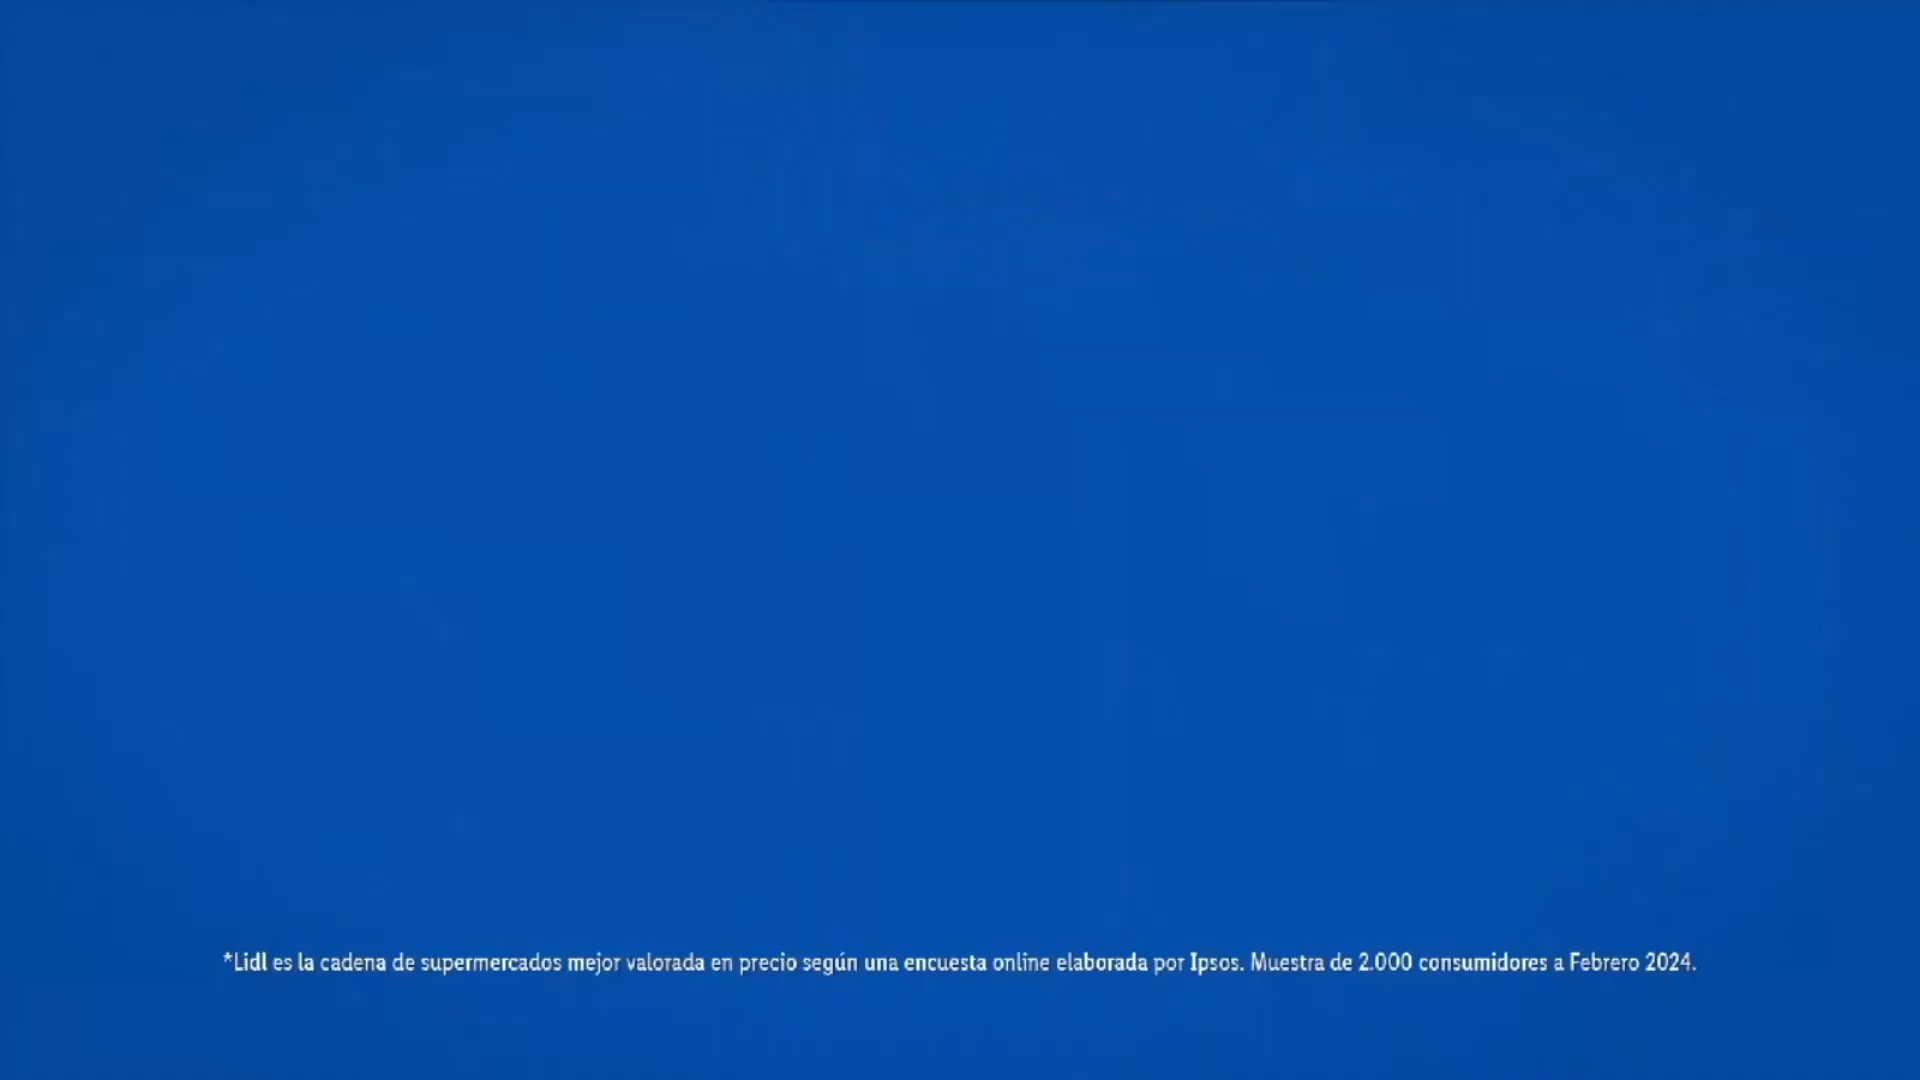 *Lidl es la cadena de supermercados mejor valorada en precio según una encuesta online elaborada por Ipsos. Muestra de 2.000 consumidores a Febrero 2024.